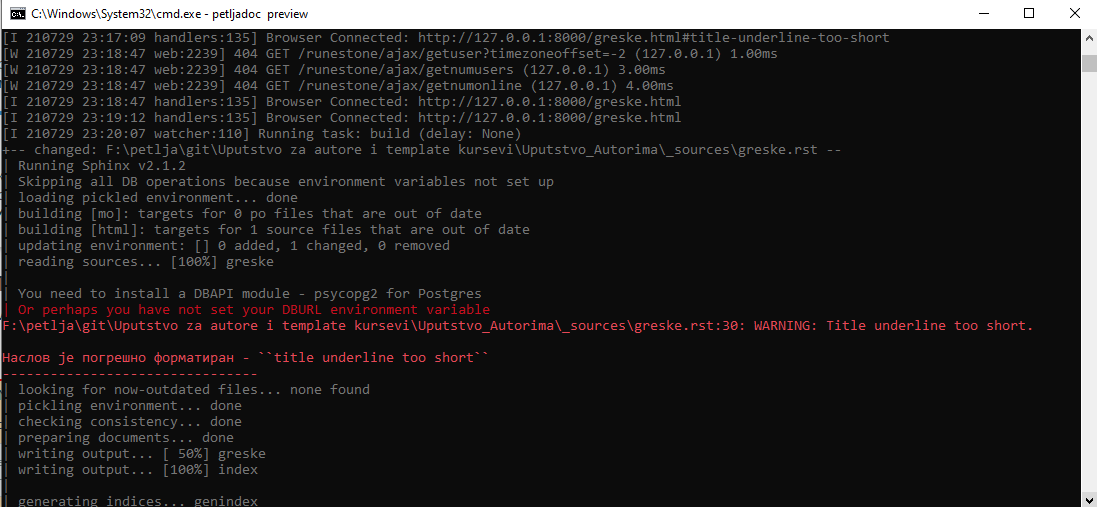 C:\Windows\System32\cmd.exe - petljadoc  preview
[I 210729 23:17:09 handlers:135] Browser Connected: http://127.0.0.1:8000/greske.html#title-underline-too-short
[W 210729 23:18:47 web:2239] 404 GET /runestone/ajax/getuser?timezoneoffset=-2 (127.0.0.1) 1.00ms
[W 210729 23:18:47 web:2239] 404 GET /runestone/ajax/getnumusers (127.0.0.1) 3.00ms
[W 210729 23:18:47 web:2239] 404 GET /runestone/ajax/getnumonline (127.0.0.1) 4.00ms
[I 210729 23:18:47 handlers:135] Browser Connected: http://127.0.0.1:8000/greske.html
[I 210729 23:19:12 handlers:135] Browser Connected: http://127.0.0.1:8000/greske.html
[I 210729 23:20:07 watcher:110] Running task: build (delay: None)
+-- changed: F:\petlja\git\Uputstvo za autore i template kursevi\Uputstvo_Autorima\_sources\greske.rst --
| Running Sphinx v2.1.2
| Skipping all DB operations because environment variables not set up
| loading pickled environment... done
| building [mo]: targets for 0 po files that are out of date
| building [html]: targets for 1 source files that are out of date
| updating environment: [] 0 added, 1 changed, 0 removed
| reading sources... [100%] greske
|
| You need to install a DBAPI module - psycopg2 for Postgres
| Or perhaps you have not set your DBURL environment variable
F:\petlja\git\Uputstvo za autore i template kursevi\Uputstvo_Autorima\_sources\greske.rst:30: WARNING: Title underline too short.
Наслов је погрешно форматиран - ``title underline too short``
--------------------------------
| looking for now-outdated files... none found
| pickling environment... done
| checking consistency... done
| preparing documents... done
| writing output... [ 50%] greske
| writing output... [100%] index
|
| generating indices... genindex